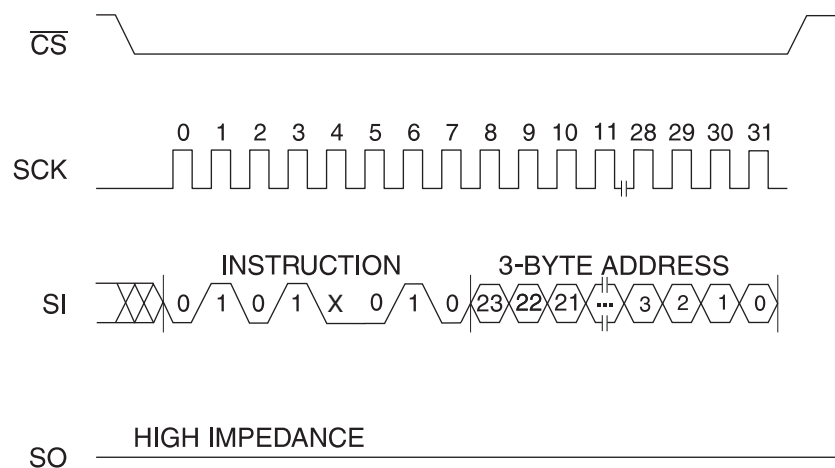 C̅S̅
0 1 2 3 4 5 6 7 8 9 10 11 28 29 30 31
SCK
INSTRUCTION 3-BYTE ADDRESS
SI 0 1 0 1 X 0 1 0 23 22 21 ... 3 2 1 0
HIGH IMPEDANCE
SO